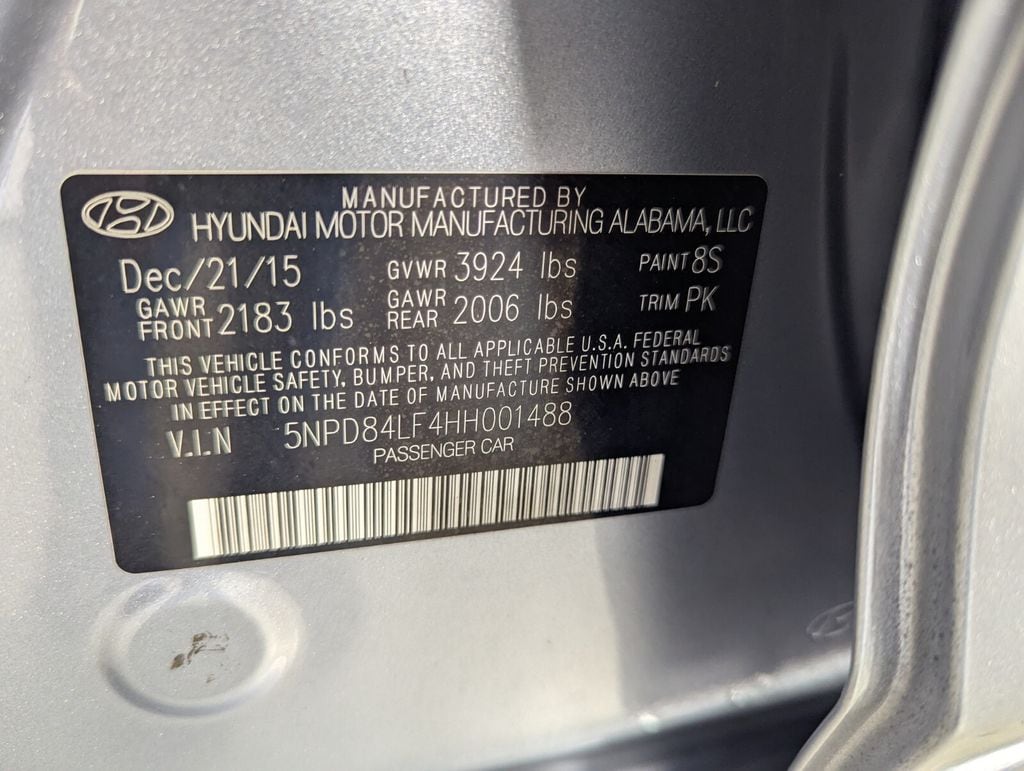 MANUFACTURED BY
HYUNDAI MOTOR MANUFACTURING ALABAMA, LLC
Dec/21/15 GVWR 3924 lbs PAINT 8S
GAWR FRONT 2183 lbs GAWR REAR 2006 lbs TRIM PK
THIS VEHICLE CONFORMS TO ALL APPLICABLE U.S.A. FEDERAL
MOTOR VEHICLE SAFETY, BUMPER, AND THEFT PREVENTION STANDARDS
IN EFFECT ON THE DATE OF MANUFACTURE SHOWN ABOVE
V.I.N 5NPD84LF4HH001488
PASSENGER CAR